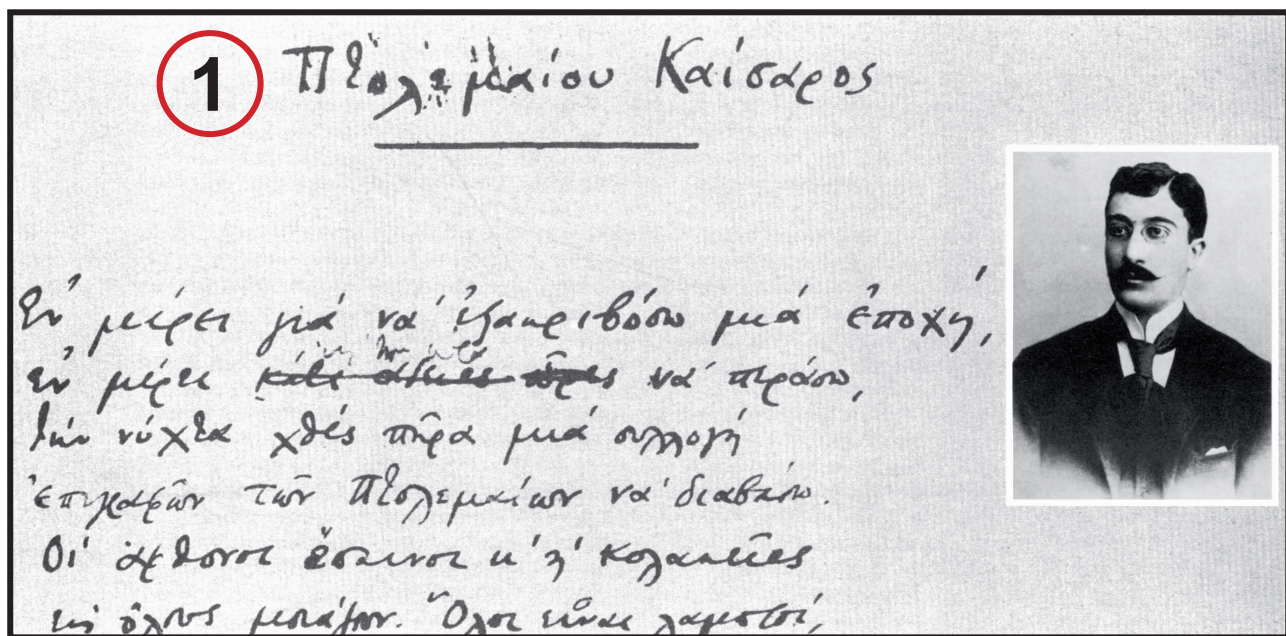 1
Πτολεμαίου Καίσαρος
Ἐν μέρει γιὰ νὰ ἐξακριβώσω μιὰ ἐποχή,
ἐν μέρει νὰ περάσω,
τὴν νύχτα χθὲς πῆρα μιὰ συλλογὴ
ἐπιγραφῶν τῶν Πτολεμαίων νὰ διαβάσω.
Οἱ ἄφθονοι ἔπαινοι κ' ἡ κολακεῖες
εἰς ὅλους μοιάζουν. Ὅλοι εἶναι λαμπροί,